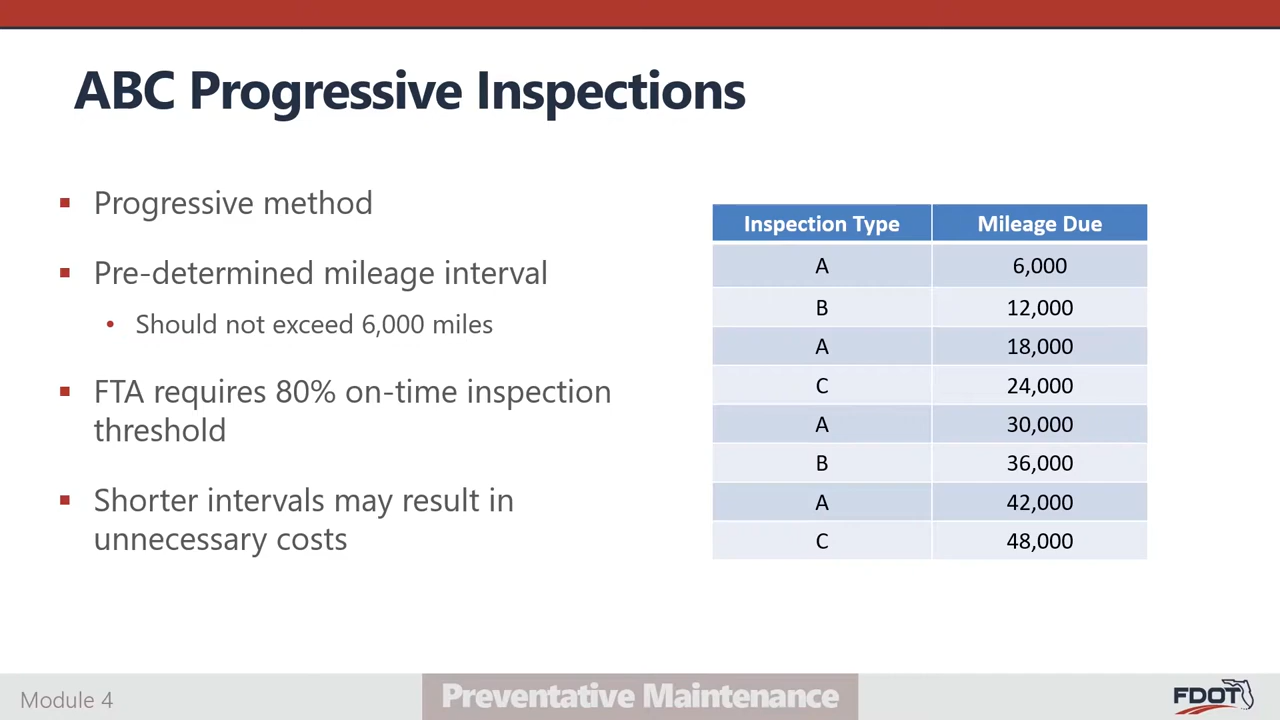 ABC Progressive Inspections
Progressive method
Pre-determined mileage interval
Should not exceed 6,000 miles
FTA requires 80% on-time inspection
threshold
Shorter intervals may result in
unnecessary costs
Inspection Type Mileage Due
A 6,000
B 12,000
A 18,000
C 24,000
A 30,000
B 36,000
A 42,000
C 48,000
Module 4
Preventative Maintenance
FDOT